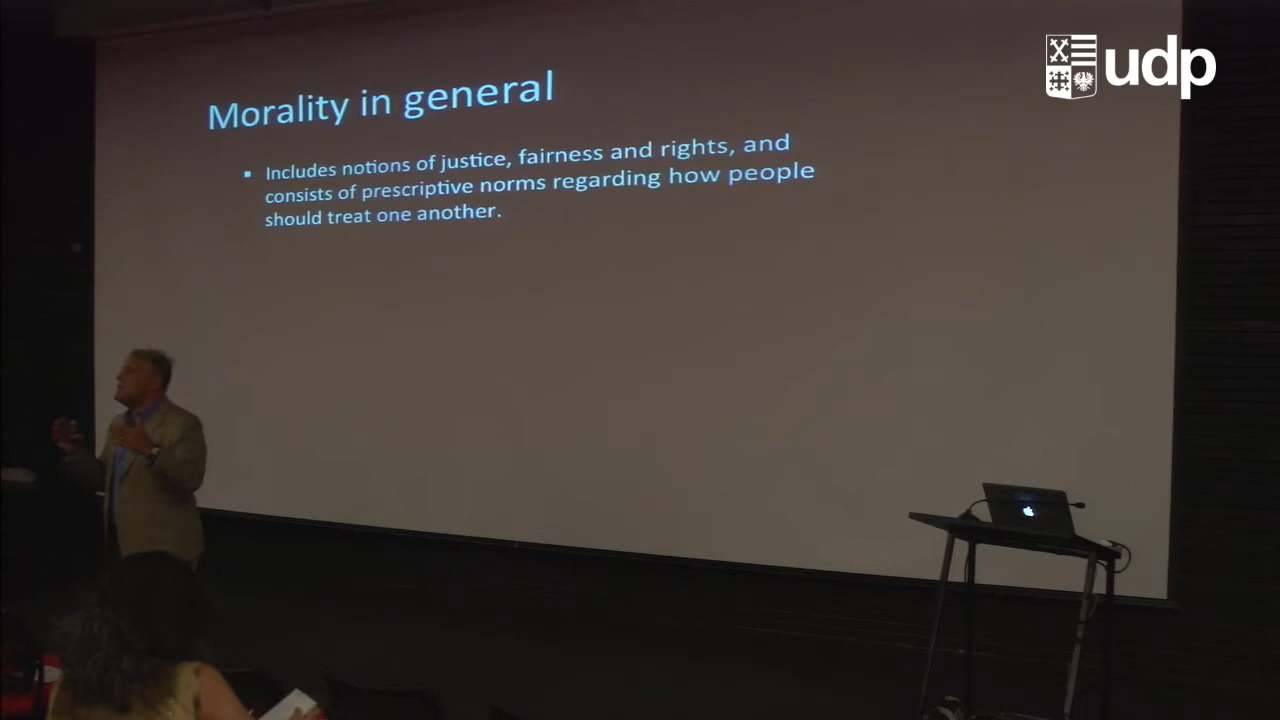 udp
Morality in general
▪ Includes notions of justice, fairness and rights, and
consists of prescriptive norms regarding how people
should treat one another.